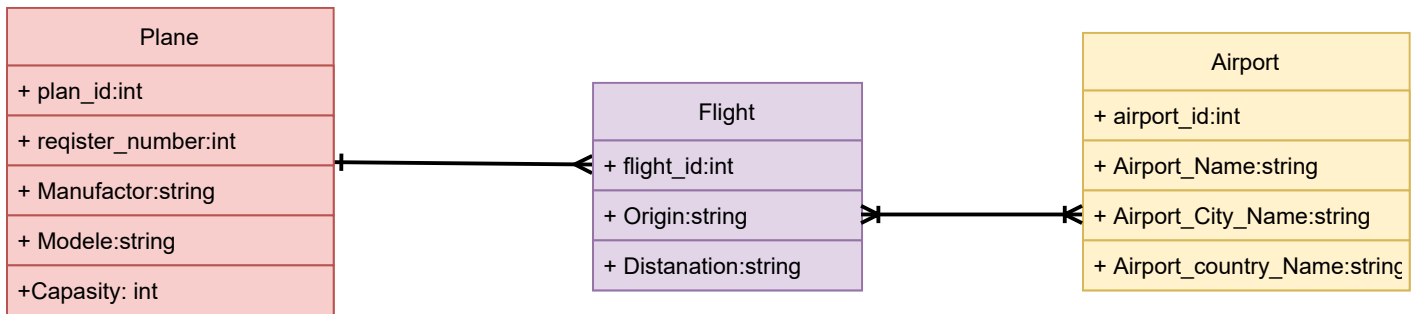 Plane
+ plan_id:int
+ reqister_number:int
+ Manufactor:string
+ Modele:string
+Capasity: int
Flight
+ flight_id:int
+ Origin:string
+ Distanation:string
Airport
+ airport_id:int
+ Airport_Name:string
+ Airport_City_Name:string
+ Airport_country_Name:string